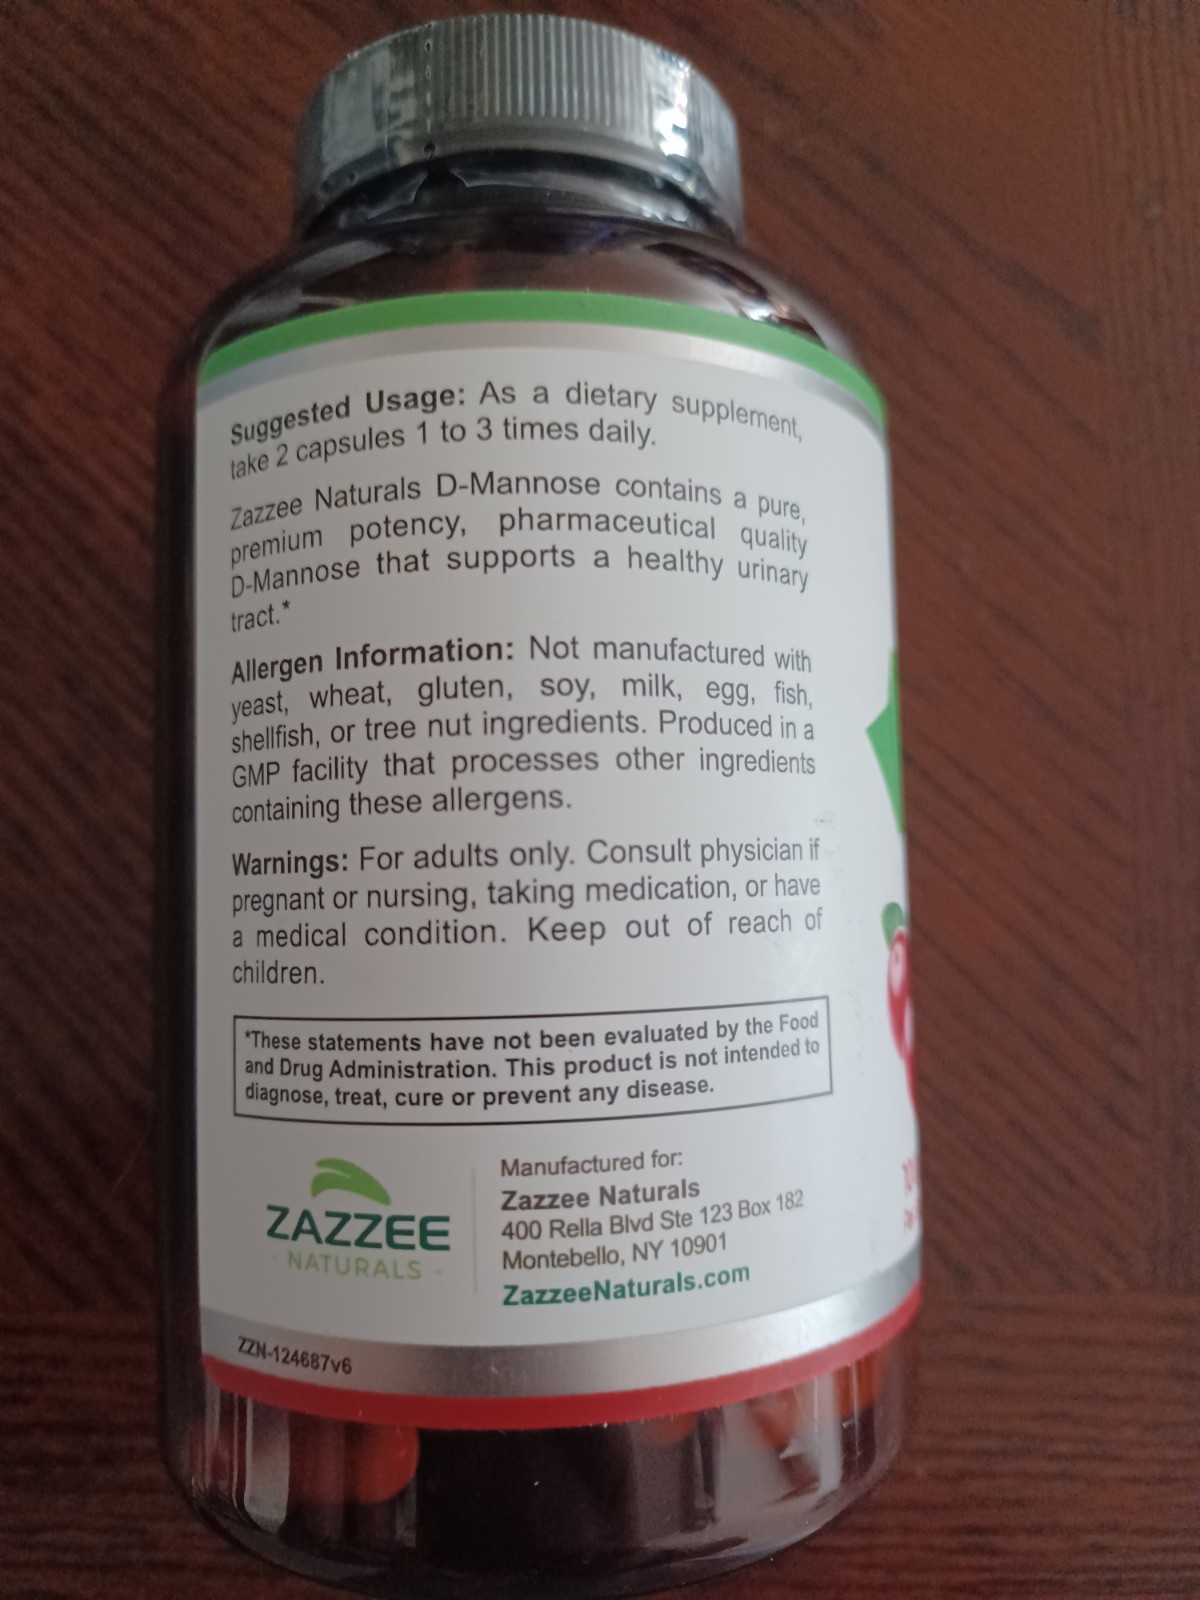 Suggested Usage: As a dietary supplement,
take 2 capsules 1 to 3 times daily.
Zazzee Naturals D-Mannose contains a pure,
premium potency, pharmaceutical quality
D-Mannose that supports a healthy urinary
tract.*
Allergen Information: Not manufactured with
yeast, wheat, gluten, soy, milk, egg, fish,
shellfish, or tree nut ingredients. Produced in a
GMP facility that processes other ingredients
containing these allergens.
Warnings: For adults only. Consult physician if
pregnant or nursing, taking medication, or have
a medical condition. Keep out of reach of
children.
*These statements have not been evaluated by the Food
and Drug Administration. This product is not intended to
diagnose, treat, cure or prevent any disease.
ZAZZEE
- NATURALS -
Manufactured for:
Zazzee Naturals
400 Rella Blvd Ste 123 Box 182
Montebello, NY 10901
ZazzeeNaturals.com
ZZN-124687v6